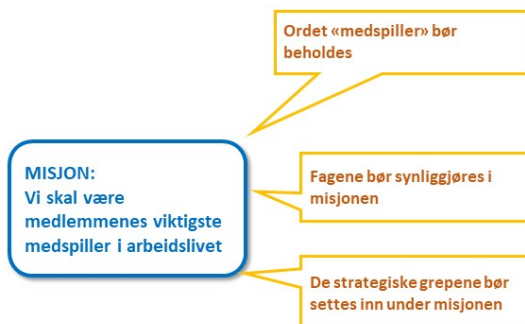 Ordet «medspiller» bør
beholdes
MISJON:
Vi skal være
medlemmenes viktigste
medspiller i arbeidslivet
Fagene bør synliggjøres i
misjonen
De strategiske grepene bør
settes inn under misjonen